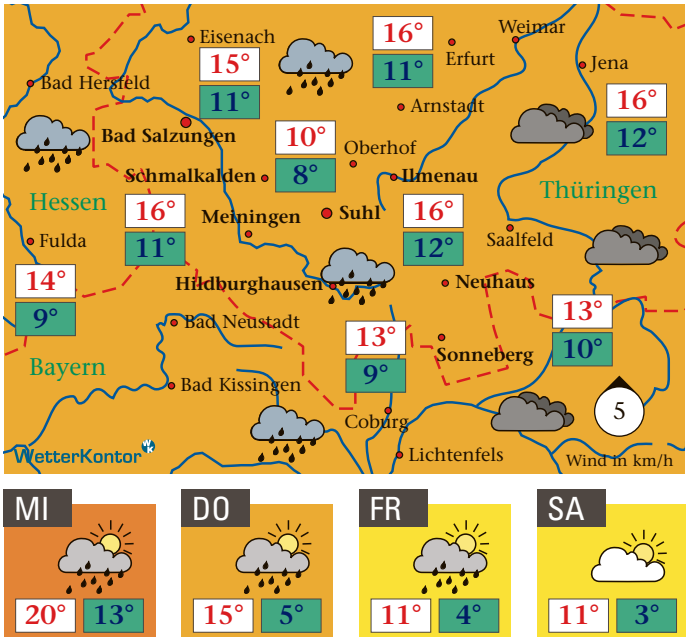 Weimar
Eisenach
16°
Erfurt
15°
11°
Jena
Bad Hersfeld
11°
16°
Arnstadt
12°
Bad Salzungen
10°
Oberhof
8°
Schmalkalden
Ilmenau
Thüringen
Hessen
16°
Meiningen
Suhl
16°
11°
12°
Saalfeld
Fulda
14°
9°
Hildburghausen
Neuhaus
13°
Bad Neustadt
13°
10°
Sonneberg
Bayern
9°
Bad Kissingen
5
Coburg
WetterKontor
WK
Lichtenfels
Wind in km/h
MI
20° 13°
DO
15° 5°
FR
11° 4°
SA
11° 3°